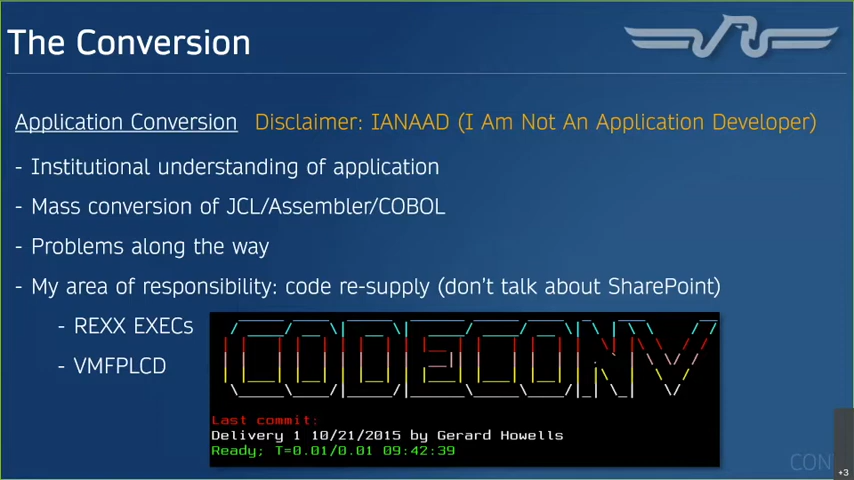 The Conversion
Application Conversion Disclaimer: IANAAD (I Am Not An Application Developer)
- Institutional understanding of application
- Mass conversion of JCL/Assembler/COBOL
- Problems along the way
- My area of responsibility: code re-supply (don't talk about SharePoint)
- REXX EXECs
- VMFPLCD
CODECONV
Last commit:
Delivery 1 10/21/2015 by Gerard Howells
Ready; T=0.01/0.01 09:42:39
CON
+3